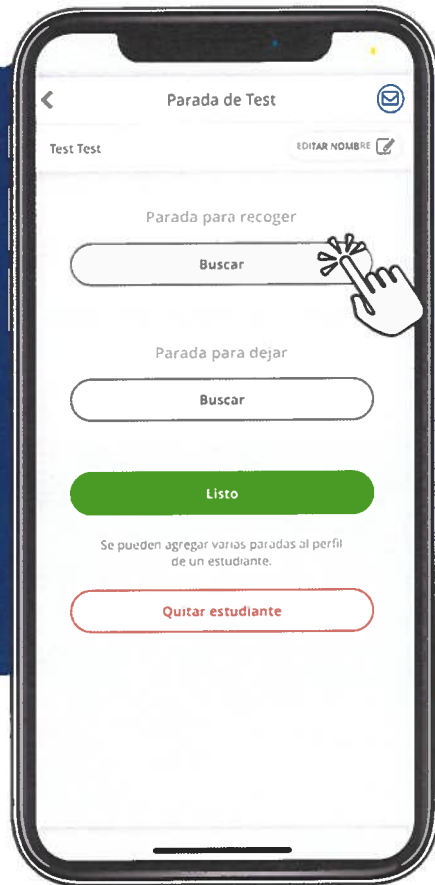 Parada de Test
Test Test
EDITAR NOMBRE
Parada para recoger
Buscar
Parada para dejar
Buscar
Listo
Se pueden agregar varias paradas al perfil
de un estudiante.
Quitar estudiante